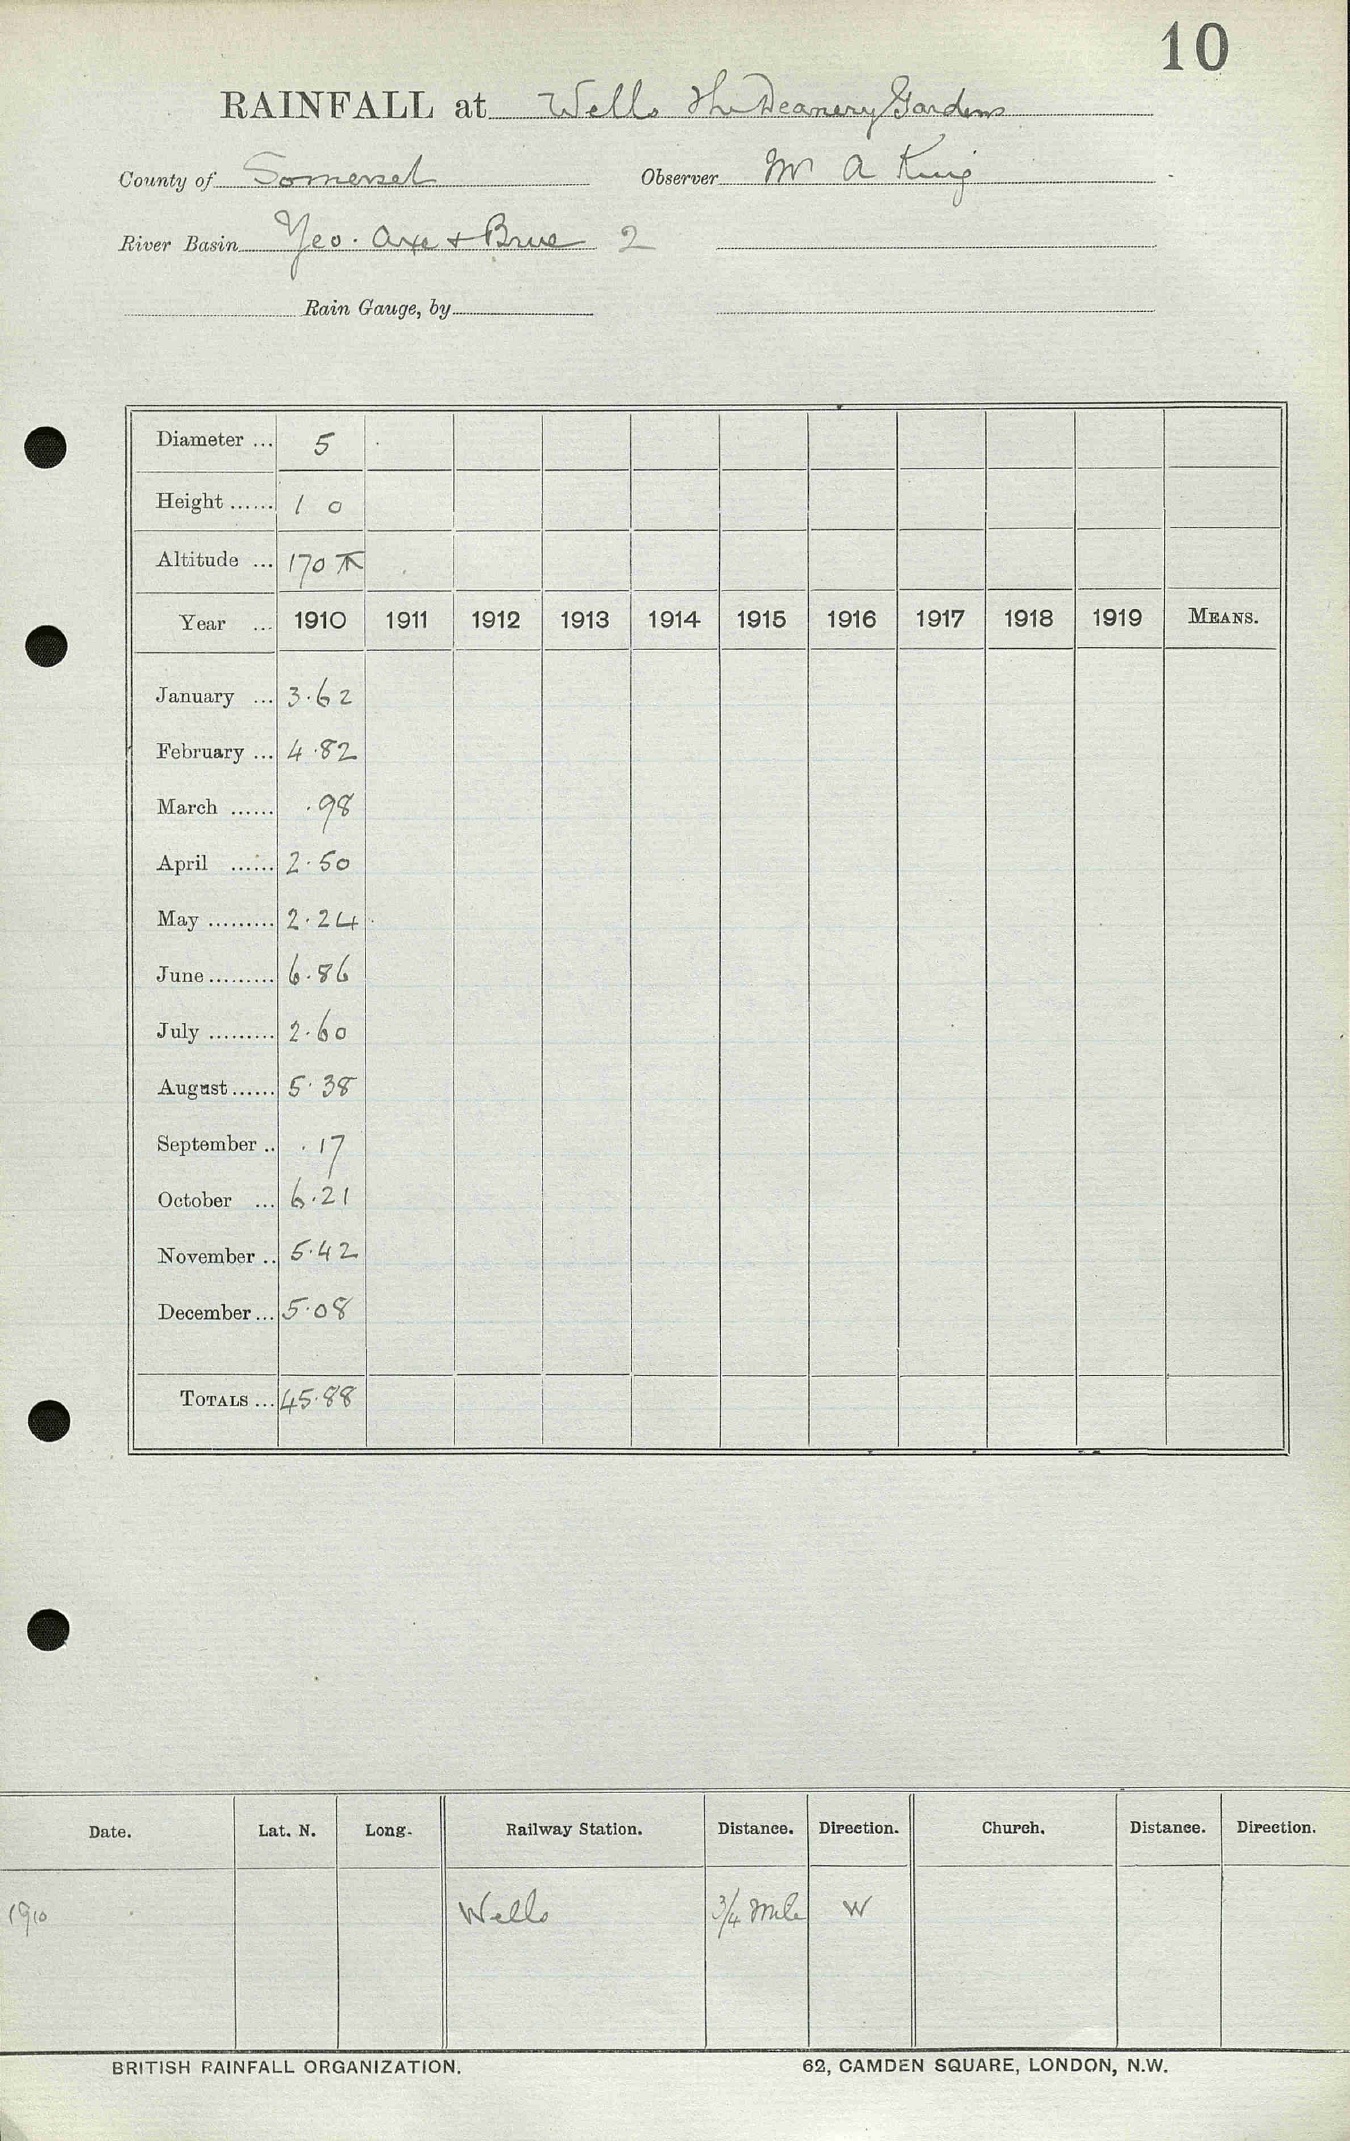 10
RAINFALL at Wells The Deanery Gardens
County of Somerset Observer Mr A King
River Basin Yeo. Axe + Brue 2
Rain Gauge, by
Diameter ... 5
Height ...... 1 0
Altitude ... 170
Year ... 1910 1911 1912 1913 1914 1915 1916 1917 1918 1919 MEANS.
January ... 3.62
February ... 4.82
March ...... .98
April ...... 2.50
May ......... 2.24
June ......... 6.86
July ......... 2.60
August ...... 5.38
September .. .17
October ... 6.21
November .. 5.42
December ... 5.08
TOTALS ... 45.88
Date. Lat. N. Long. Railway Station. Distance. Direction. Church. Distance. Direction.
1910 Wells 3/4 Mile W
BRITISH RAINFALL ORGANIZATION. 62, CAMDEN SQUARE, LONDON, N.W.